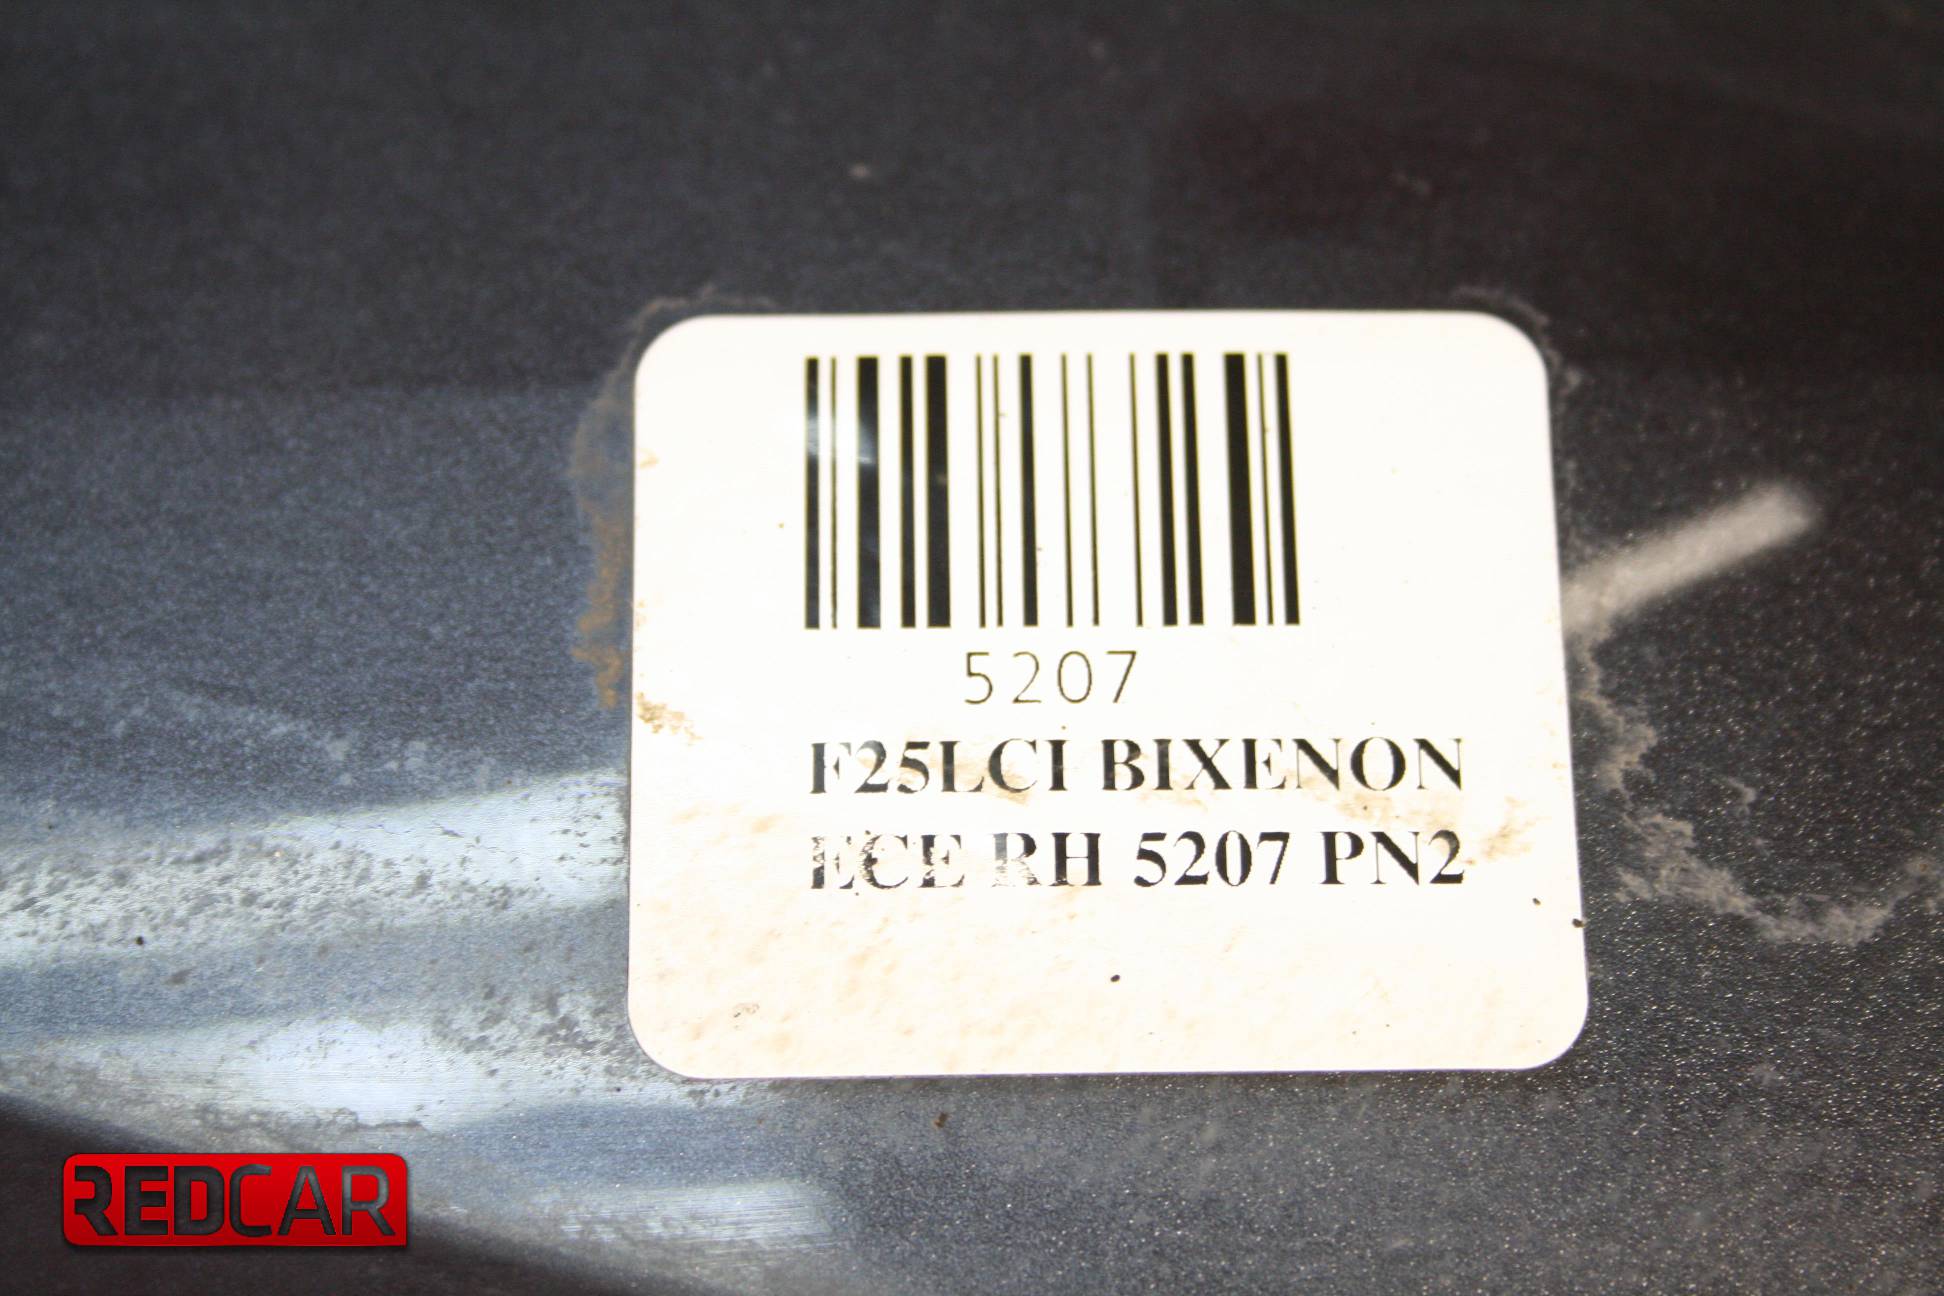 5207
F25LCI BIXENON
ECE RH 5207 PN2
REDCAR